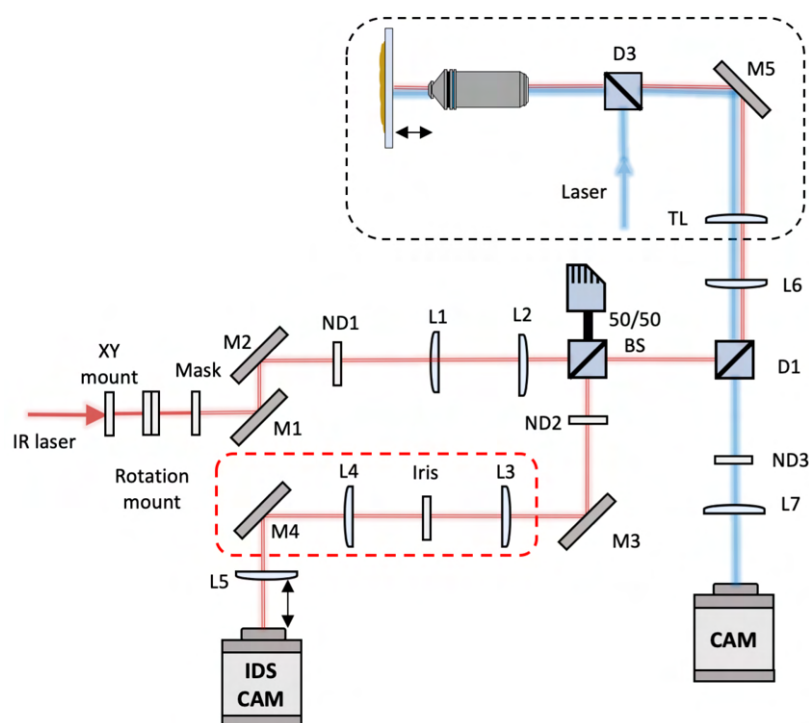 D3
M5
Laser
TL
L6
50/50
BS
D1
ND1
L1
L2
M2
XY
mount
Mask
IR laser
M1
Rotation
mount
ND2
L4
Iris
L3
M4
M3
ND3
L7
L5
IDS
CAM
CAM